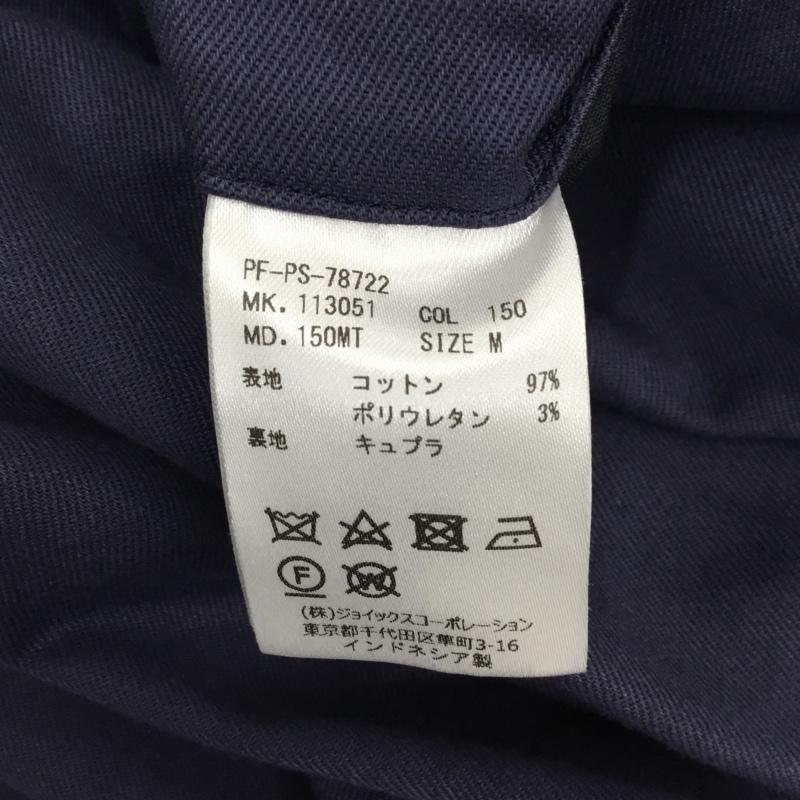 PF-PS-78722
MK. 113051 COL 150
MD. 150MT SIZE M
表地 コットン 97%
ポリウレタン 3%
裏地 キュプラ
F W
(株)ジョイックスコーポレーション
東京都千代田区隼町3-16
インドネシア製